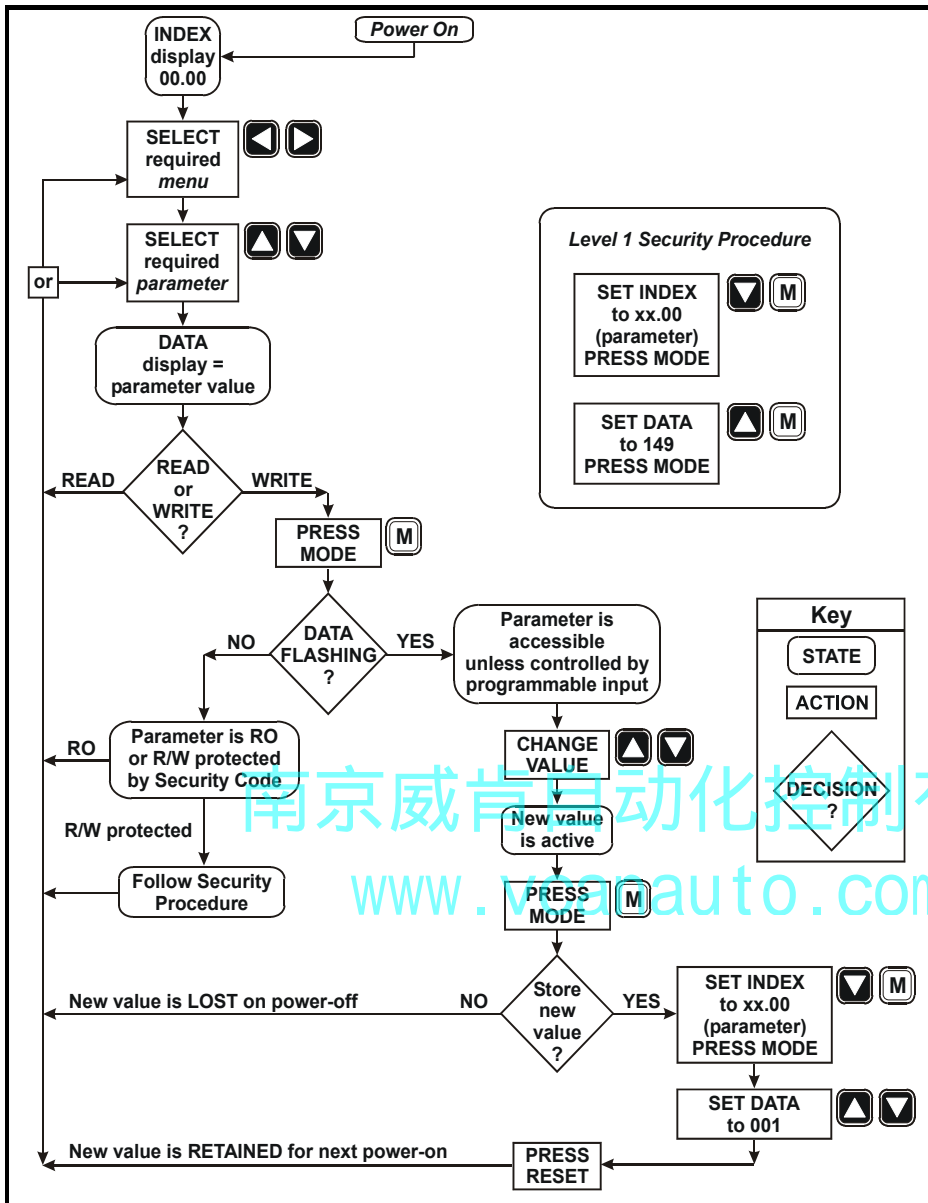 INDEX
display
00.00
Power On
SELECT
required
menu
SELECT
required
parameter
or
DATA
display =
parameter value
READ
READ
or
WRITE
?
WRITE
PRESS
MODE
M
NO
DATA
FLASHING
?
YES
Parameter is
accessible
unless controlled by
programmable input
RO
Parameter is RO
or R/W protected
by Security Code
CHANGE
VALUE
R/W protected
New value
is active
Follow Security
Procedure
PRESS
MODE
M
New value is LOST on power-off
NO
Store
new
value
?
YES
SET INDEX
to xx.00
(parameter)
PRESS MODE
M
SET DATA
to 001
New value is RETAINED for next power-on
PRESS
RESET
Level 1 Security Procedure
SET INDEX
to xx.00
(parameter)
PRESS MODE
M
SET DATA
to 149
PRESS MODE
M
Key
STATE
ACTION
DECISION
?
南京威肯自动化控制有
www.vcanauto.com